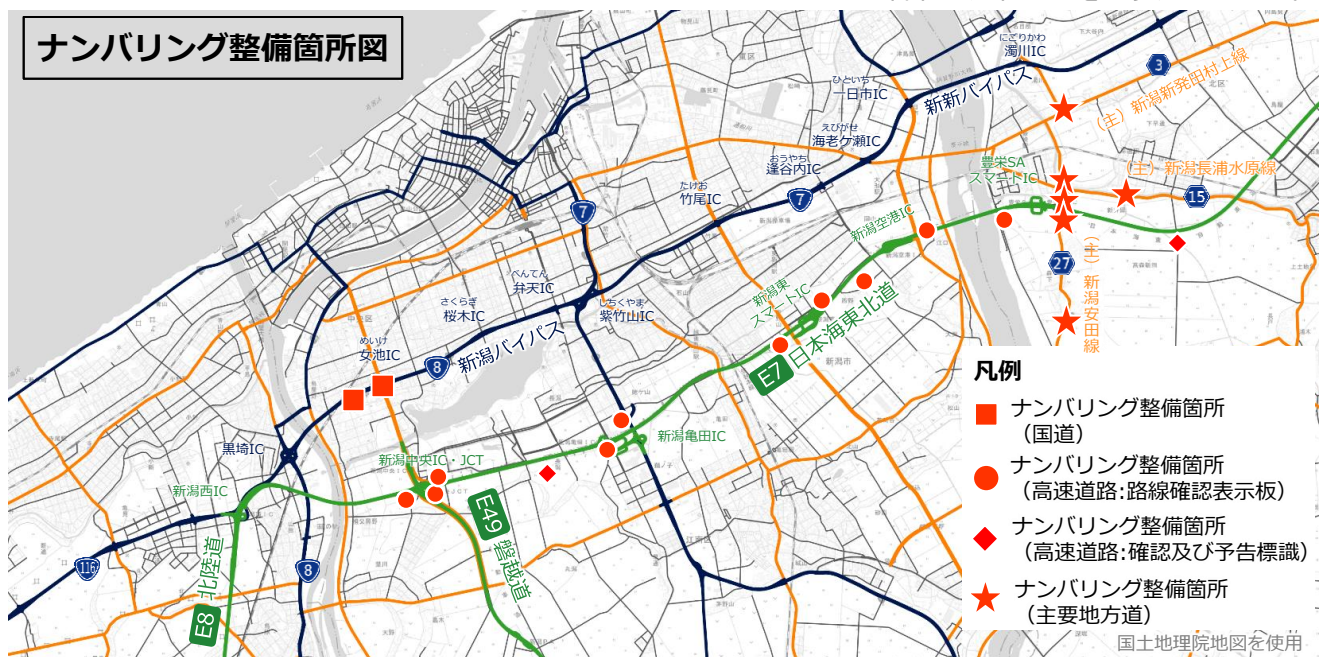 ナンバリング整備箇所図
にごりかわ
濁川IC
3
北区
(主)新潟新発田村上線
新新バイパス
ひといち
一日市IC
えびがせ
海老ケ瀬IC
おうやち
逢谷内IC
たけお
竹尾IC
7
7
東区
豊栄SA
スマートIC
(主)新潟長浦水原線
15
新潟空港IC
27
(主)新潟安田線
新潟東
スマートIC
E7 日本海東北道
新潟市
べんてん
弁天IC
しちくやま
紫竹山IC
さくらぎ
桜木IC
めいけ
女池IC
8
新潟バイパス
中央区
黒埼IC
新潟中央IC・JCT
新潟亀田IC
新潟西IC
E49 磐越道
江南区
116
E8 北陸道
8
凡例
ナンバリング整備箇所
(国道)
ナンバリング整備箇所
(高速道路:路線確認表示板)
ナンバリング整備箇所
(高速道路:確認及び予告標識)
ナンバリング整備箇所
(主要地方道)
国土地理院地図を使用